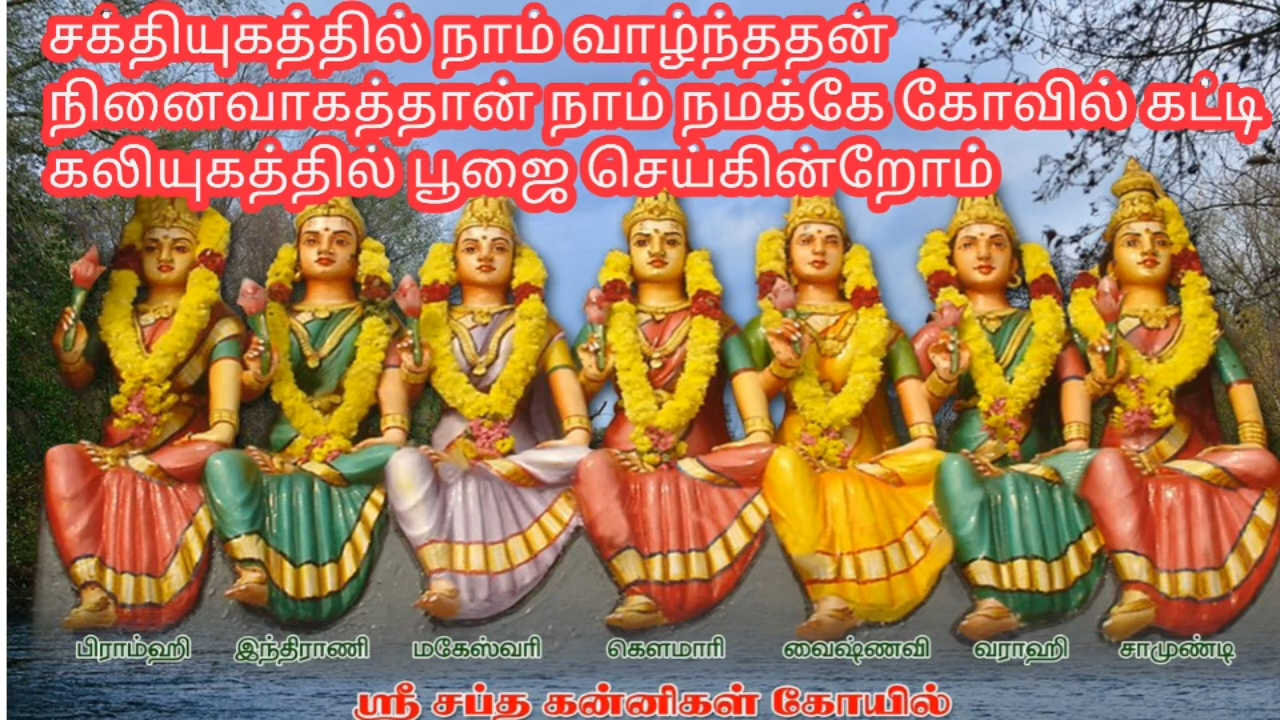 சக்தியுகத்தில் நாம் வாழ்ந்ததன்
நினைவாகத்தான் நாம் நமக்கே கோவில் கட்டி
கலியுகத்தில் பூஜை செய்கின்றோம்
பிராம்ஹி இந்திராணி மகேஸ்வரி கௌமாரி வைஷ்ணவி வராஹி சாமுண்டி
ஸ்ரீ சப்த கன்னிகள் கோயில்